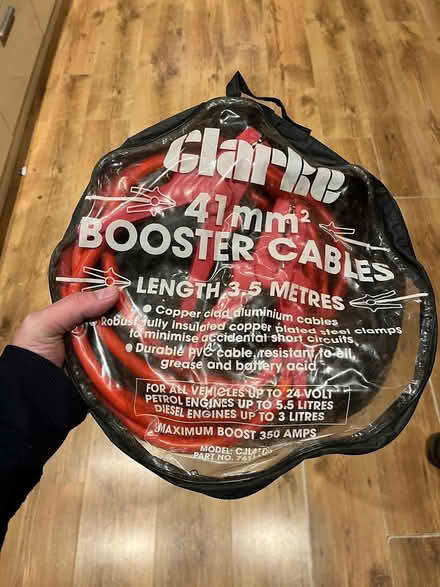 Clarke
41mm²
BOOSTER CABLES
LENGTH 3.5 METRES
• Copper clad aluminium cables
• Robust fully insulated copper plated steel clamps
to minimise accidental short circuits
• Durable PVC cable, resistant to oil,
grease and battery acid
FOR ALL VEHICLES UP TO 24 VOLT
PETROL ENGINES UP TO 5.5 LITRES
DIESEL ENGINES UP TO 3 LITRES
MAXIMUM BOOST 350 AMPS
MODEL:
PART NO.